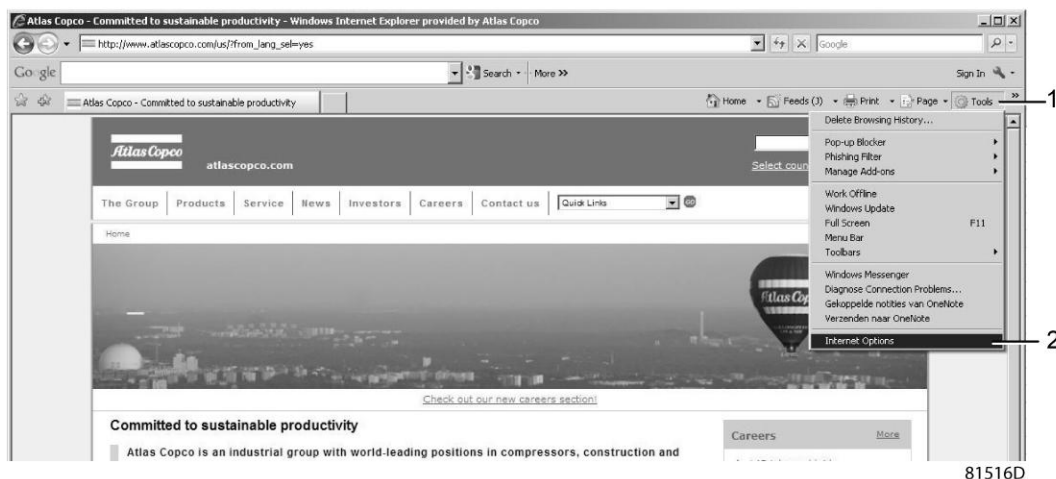 Atlas Copco - Committed to sustainable productivity - Windows Internet Explorer provided by Atlas Copco
http://www.atlascopco.com/us/?from_lang_sel=yes
Google
Google Search More >> Sign In
Atlas Copco - Committed to sustainable productivity Home Feeds (J) Print Page Tools >> 1
Delete Browsing History...
Pop-up Blocker
Phishing Filter
Manage Add-ons
Work Offline
Windows Update
Full Screen F11
Menu Bar
Toolbars
Windows Messenger
Diagnose Connection Problems...
Gekoppelde notities van OneNote
Verzenden naar OneNote
Internet Options 2
Atlas Copco
atlascopco.com
Select coun
The Group Products Service News Investors Careers Contact us Quick Links GO
Home
Atlas Cop
Check out our new careers section!
Committed to sustainable productivity
Atlas Copco is an industrial group with world-leading positions in compressors, construction and
Careers More
81516D